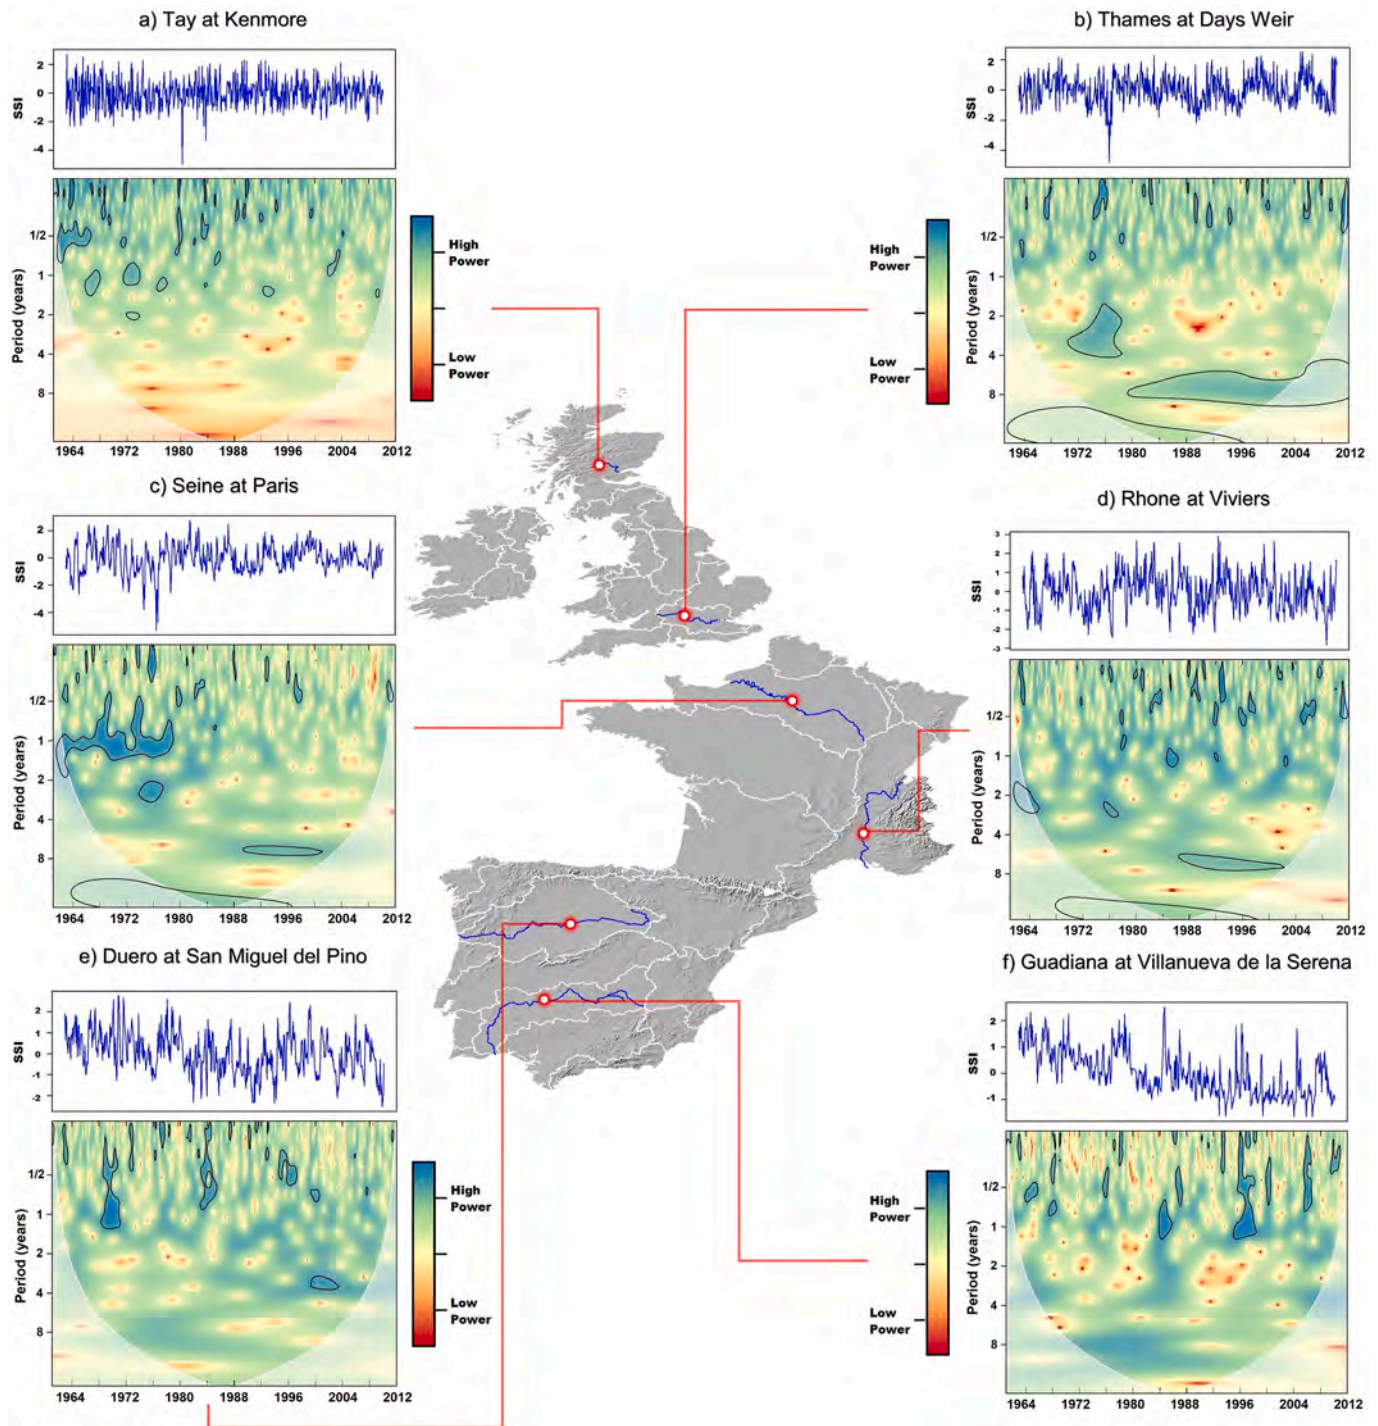 a) Tay at Kenmore
SSI
2
0
-2
-4
Period (years)
1/2
1
2
4
8
1964 1972 1980 1988 1996 2004 2012
High
Power
Low
Power
b) Thames at Days Weir
SSI
2
0
-2
-4
Period (years)
1/2
1
2
4
8
1964 1972 1980 1988 1996 2004 2012
High
Power
Low
Power
c) Seine at Paris
SSI
2
0
-2
-4
Period (years)
1/2
1
2
4
8
1964 1972 1980 1988 1996 2004 2012
d) Rhone at Viviers
SSI
3
2
1
0
-1
-2
-3
Period (years)
1/2
1
2
4
8
1964 1972 1980 1988 1996 2004 2012
e) Duero at San Miguel del Pino
SSI
2
1
0
-1
-2
Period (years)
1/2
1
2
4
8
1964 1972 1980 1988 1996 2004 2012
High
Power
Low
Power
f) Guadiana at Villanueva de la Serena
SSI
2
1
0
-1
Period (years)
1/2
1
2
4
8
1964 1972 1980 1988 1996 2004 2012
High
Power
Low
Power